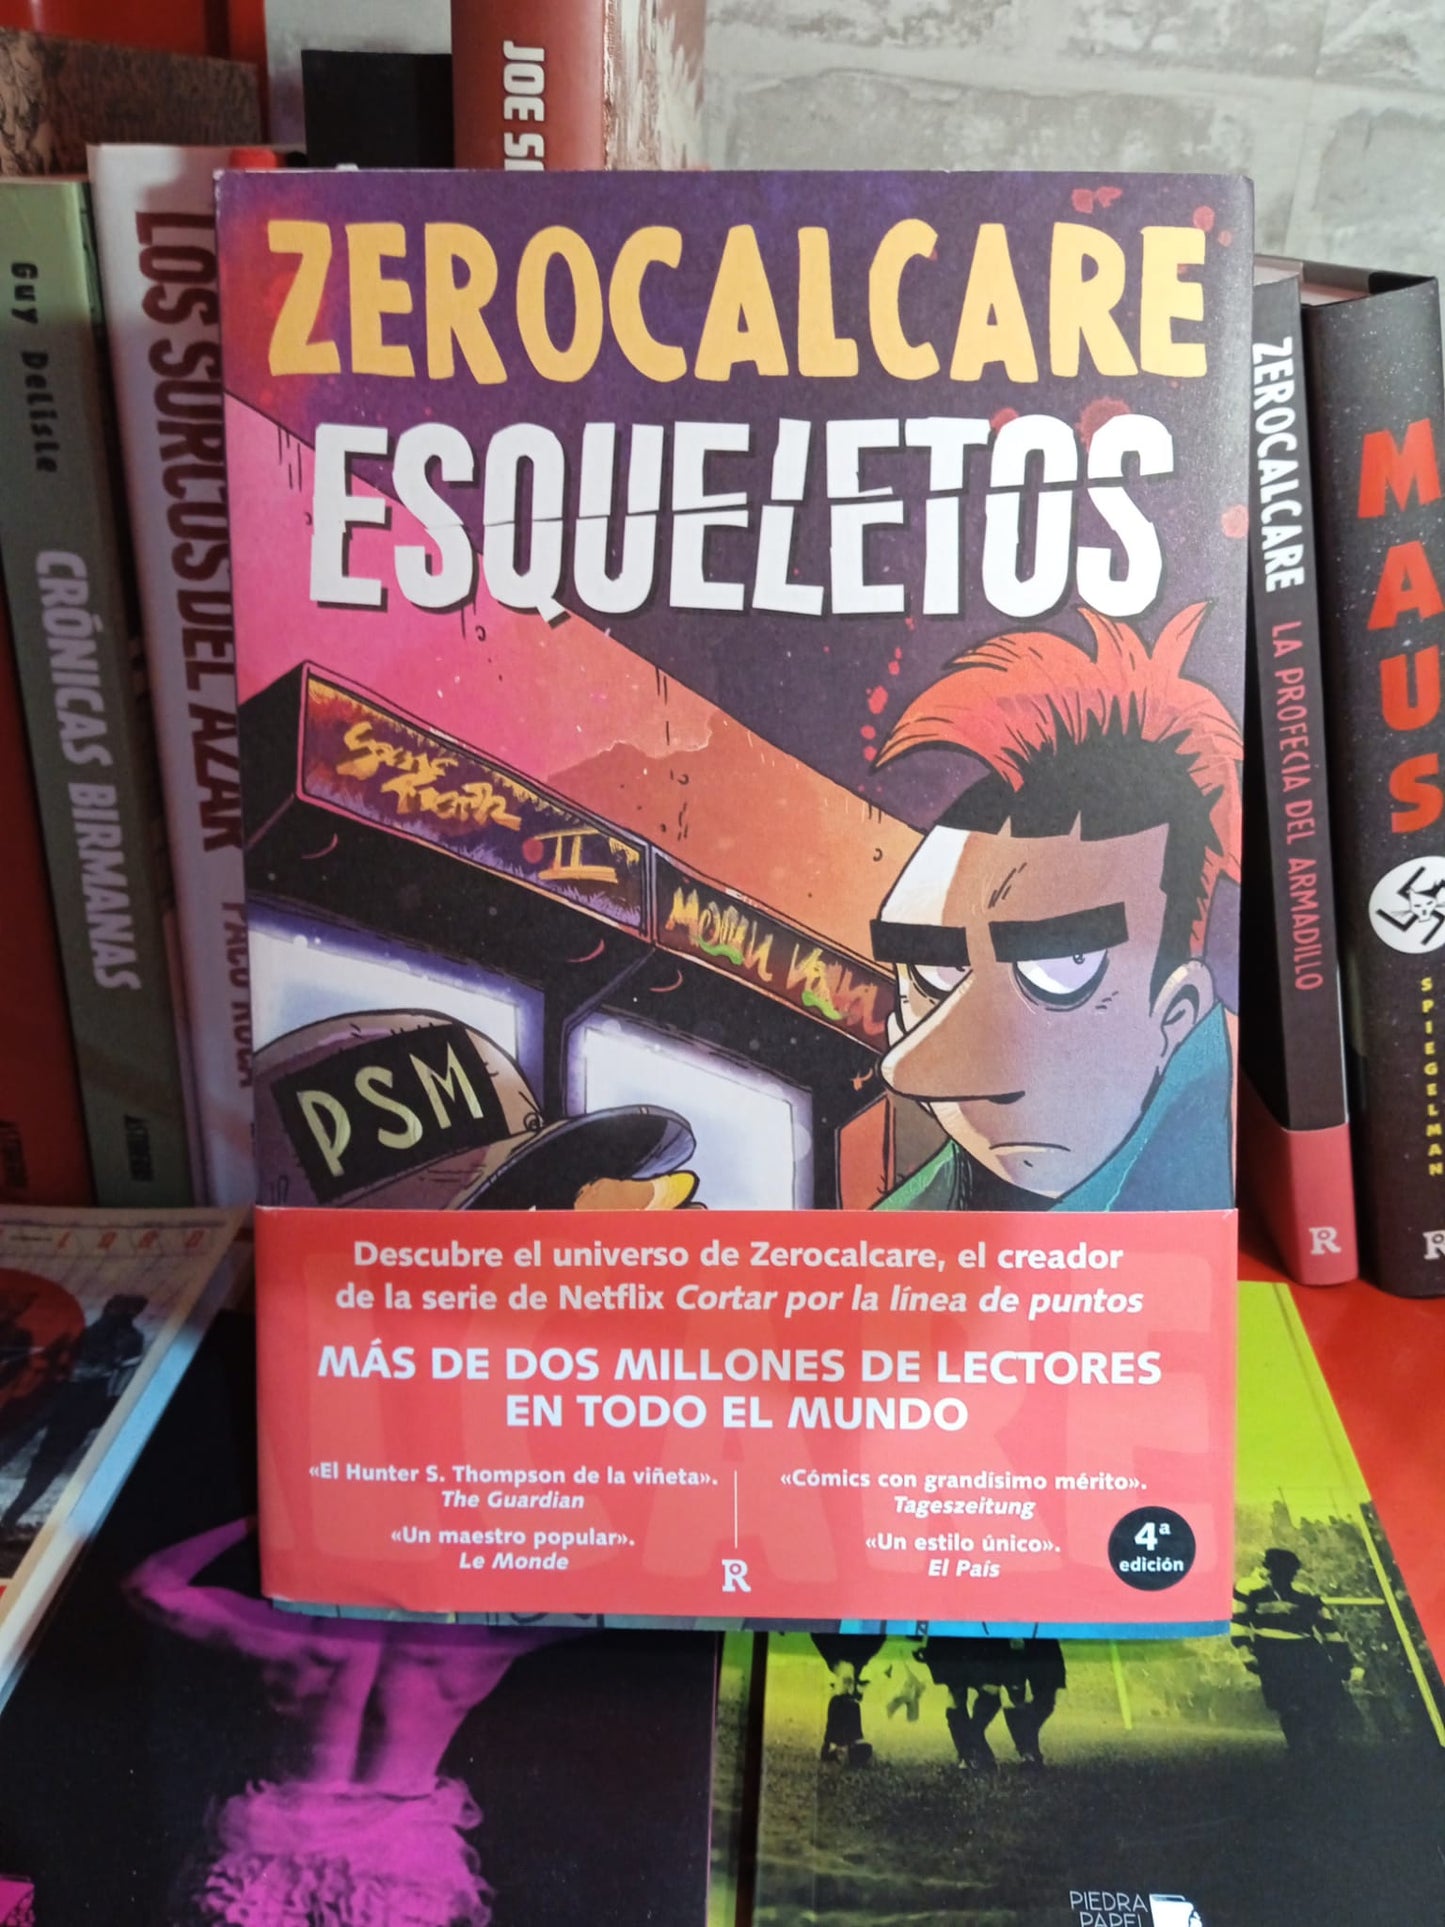 JOE S
Guy Delisle
CRÓNICAS BIRMANAS
LOS SURCOS DEL AZAR
PACO ROCA
ZEROCALCARE
ESQUELETOS
II
PSM
ZEROCALCARE LA PROFECÍA DEL ARMADILLO
MAUS
SPIEGELMAN
Descubre el universo de Zerocalcare, el creador
de la serie de Netflix Cortar por la línea de puntos
MÁS DE DOS MILLONES DE LECTORES
EN TODO EL MUNDO
«El Hunter S. Thompson de la viñeta».
The Guardian
«Un maestro popular».
Le Monde
«Cómics con grandísimo mérito».
Tageszeitung
«Un estilo único».
El País
4ª
edición
R
R
PIEDRA
PAPEL